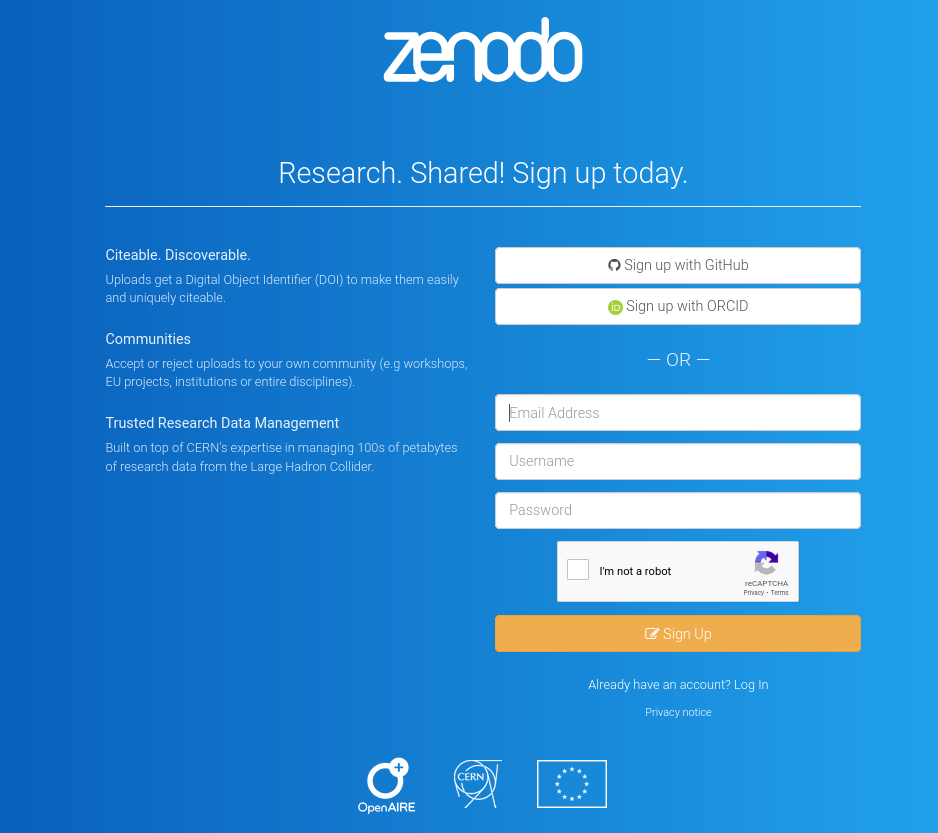 zenodo
Research. Shared! Sign up today.
Citeable. Discoverable.
Uploads get a Digital Object Identifier (DOI) to make them easily
and uniquely citeable.
Communities
Accept or reject uploads to your own community (e.g workshops,
EU projects, institutions or entire disciplines).
Trusted Research Data Management
Built on top of CERN's expertise in managing 100s of petabytes
of research data from the Large Hadron Collider.
Sign up with GitHub
iD Sign up with ORCID
— OR —
Email Address
Username
Password
I'm not a robot
reCAPTCHA
Privacy - Terms
Sign Up
Already have an account? Log In
Privacy notice
OpenAIRE
CERN